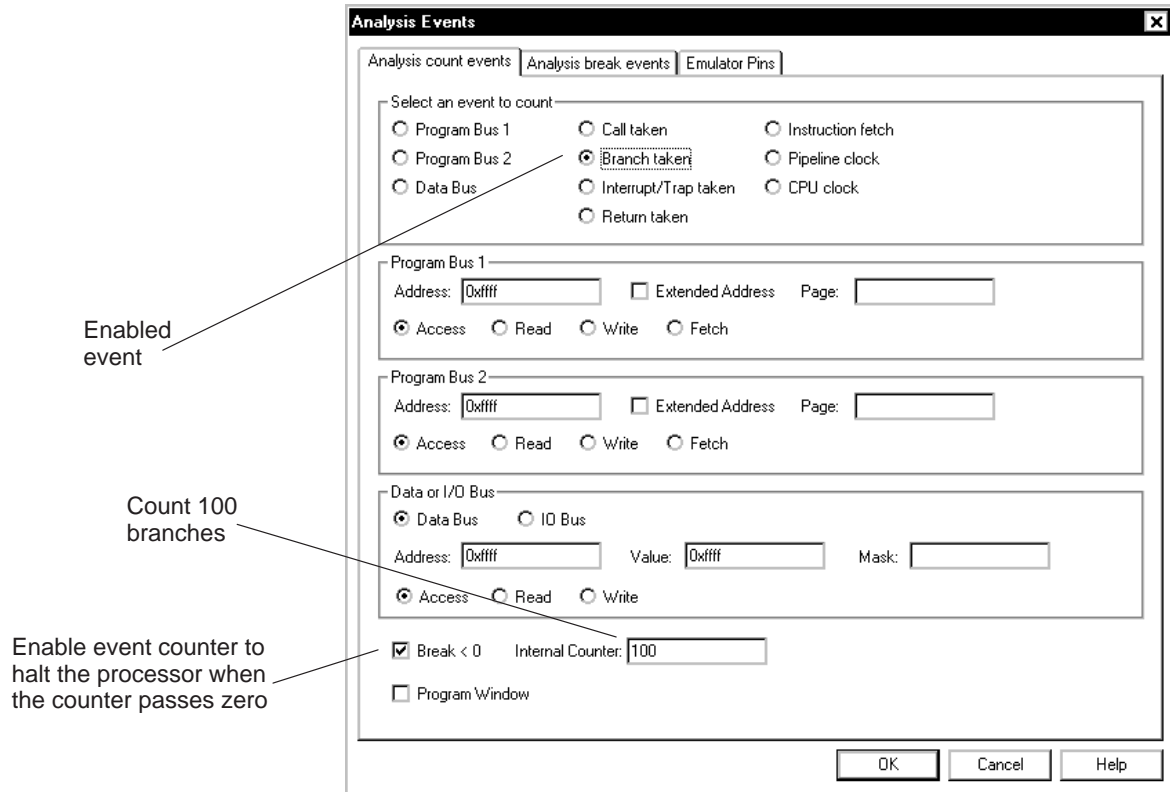 Analysis Events
Analysis count events Analysis break events Emulator Pins
Select an event to count
Program Bus 1 Call taken Instruction fetch
Program Bus 2 Branch taken Pipeline clock
Data Bus Interrupt/Trap taken CPU clock
Return taken
Program Bus 1
Address: 0xffff Extended Address Page:
Access Read Write Fetch
Enabled
event
Program Bus 2
Address: 0xffff Extended Address Page:
Access Read Write Fetch
Count 100
branches
Data or I/O Bus
Data Bus IO Bus
Address: 0xffff Value: 0xffff Mask:
Access Read Write
Enable event counter to
halt the processor when
the counter passes zero
Break < 0 Internal Counter: 100
Program Window
OK Cancel Help